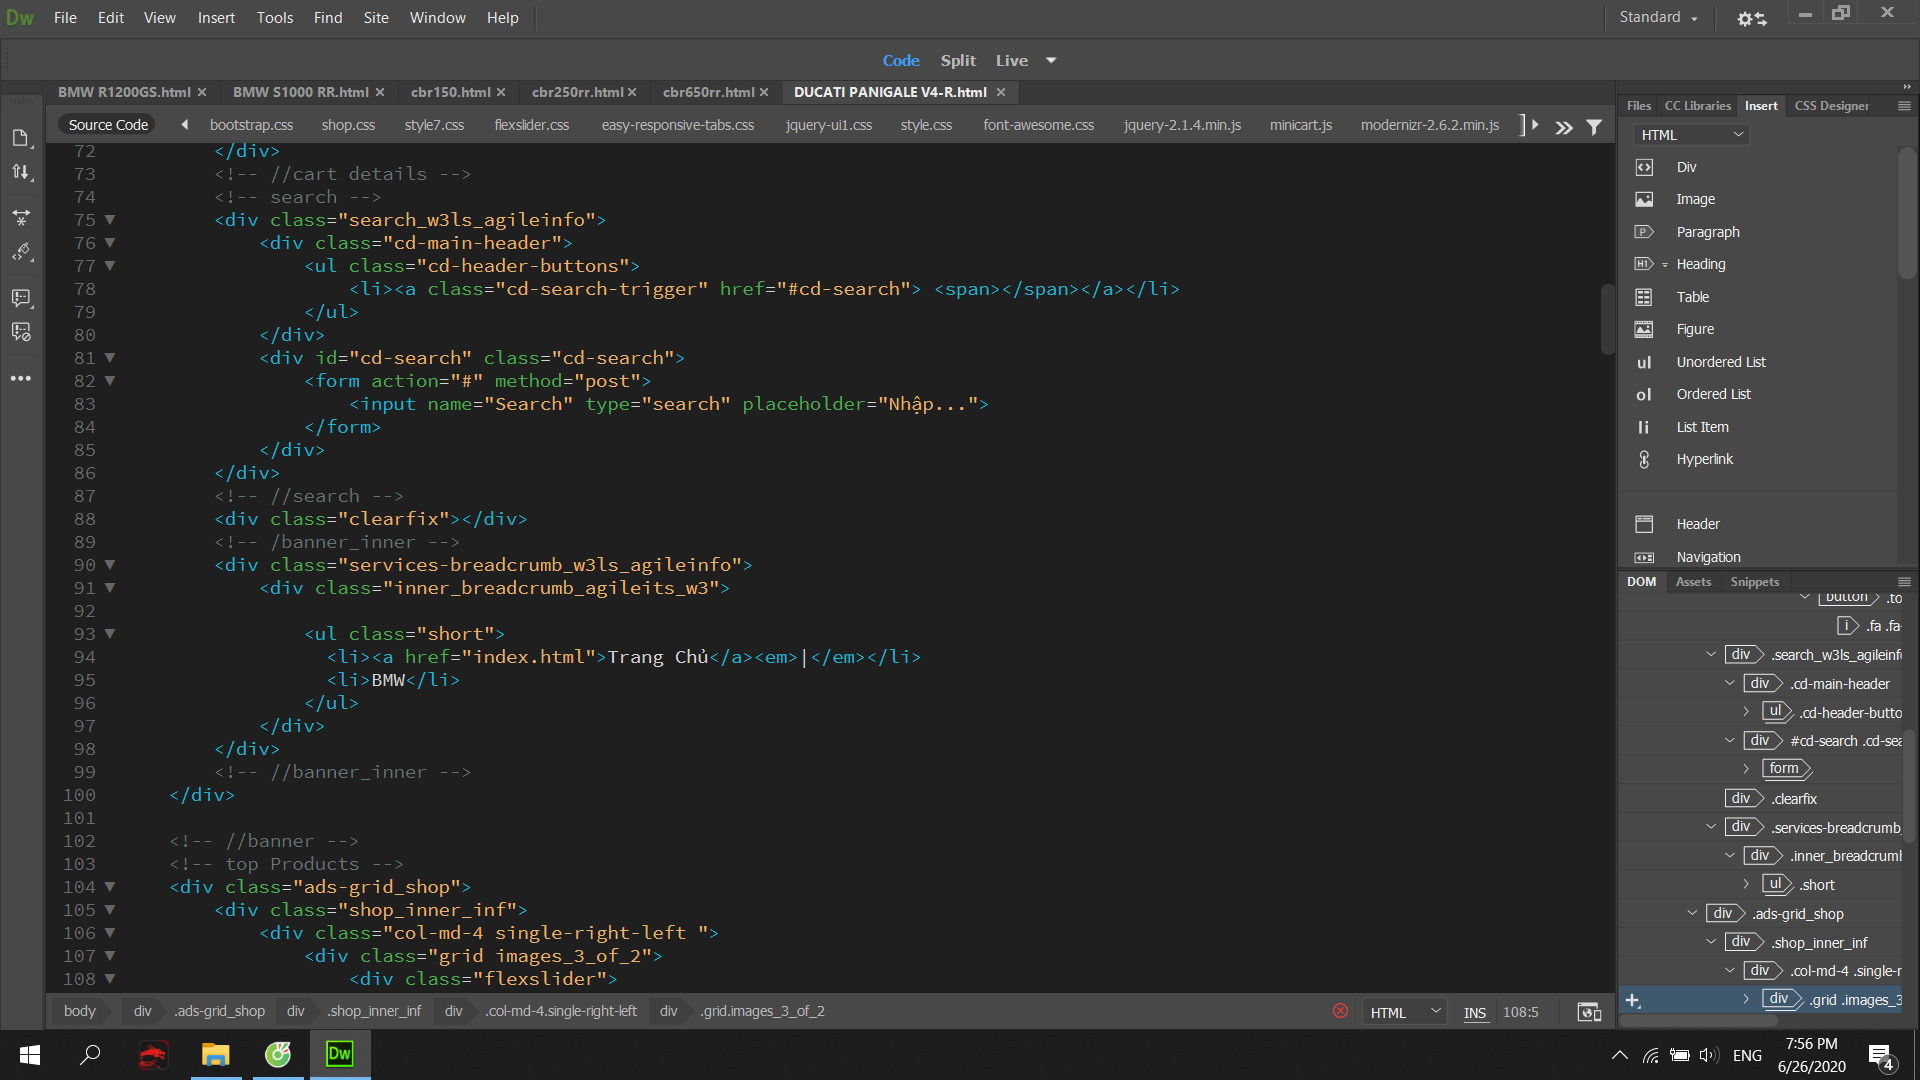 Dw File Edit View Insert Tools Find Site Window Help Standard
Code Split Live
BMW R1200GS.html BMW S1000 RR.html cbr150.html cbr250rr.html cbr650rr.html DUCATI PANIGALE V4-R.html
Source Code bootstrap.css shop.css style7.css flexslider.css easy-responsive-tabs.css jquery-ui1.css style.css font-awesome.css jquery-2.1.4.min.js minicart.js modernizr-2.6.2.min.js
72 </div>
73 <!-- //cart details -->
74 <!-- search -->
75 <div class="search_w3ls_agileinfo">
76 <div class="cd-main-header">
77 <ul class="cd-header-buttons">
78 <li><a class="cd-search-trigger" href="#cd-search"> <span></span></a></li>
79 </ul>
80 </div>
81 <div id="cd-search" class="cd-search">
82 <form action="#" method="post">
83 <input name="Search" type="search" placeholder="Nhập...">
84 </form>
85 </div>
86 </div>
87 <!-- //search -->
88 <div class="clearfix"></div>
89 <!-- /banner_inner -->
90 <div class="services-breadcrumb_w3ls_agileinfo">
91 <div class="inner_breadcrumb_agileits_w3">
92
93 <ul class="short">
94 <li><a href="index.html">Trang Chủ</a><em>|</em></li>
95 <li>BMW</li>
96 </ul>
97 </div>
98 </div>
99 <!-- //banner_inner -->
100 </div>
101
102 <!-- //banner -->
103 <!-- top Products -->
104 <div class="ads-grid_shop">
105 <div class="shop_inner_inf">
106 <div class="col-md-4 single-right-left ">
107 <div class="grid images_3_of_2">
108 <div class="flexslider">
body div .ads-grid_shop div .shop_inner_inf div .col-md-4.single-right-left div .grid.images_3_of_2 HTML INS 108:5
Files CC Libraries Insert CSS Designer
HTML
Div
Image
P Paragraph
H1 Heading
Table
Figure
ul Unordered List
ol Ordered List
li List Item
Hyperlink
Header
Navigation
DOM Assets Snippets
button .to
i .fa .fa-
div .search_w3ls_agileinf
div .cd-main-header
ul .cd-header-butto
div #cd-search .cd-sea
form
div .clearfix
div .services-breadcrumb_
div .inner_breadcrumb
ul .short
div .ads-grid_shop
div .shop_inner_inf
div .col-md-4 .single-r
div .grid .images_3
Dw ENG 7:56 PM
6/26/2020 4